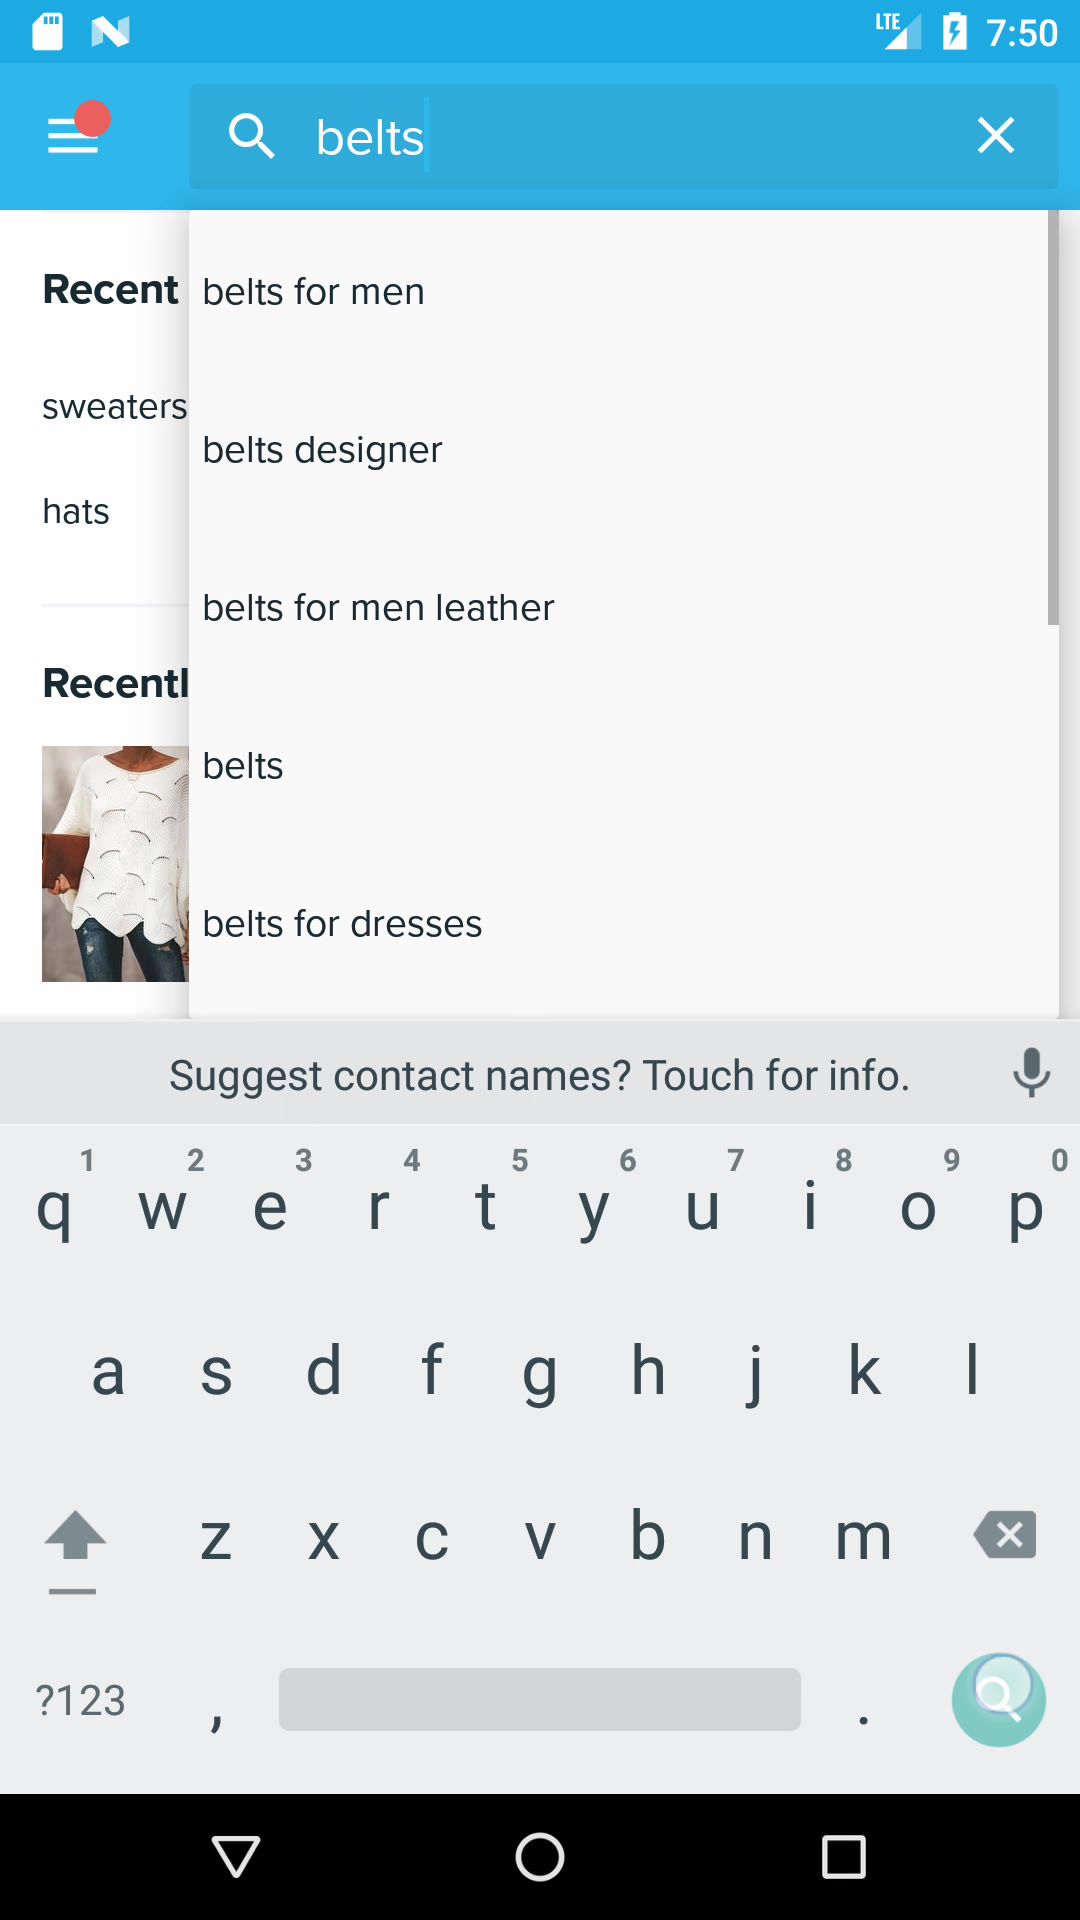 LTE 7:50
belts
Recent
belts for men
sweaters
belts designer
hats
belts for men leather
Recentl
belts
belts for dresses
Suggest contact names? Touch for info.
1 2 3 4 5 6 7 8 9 0
q w e r t y u i o p
a s d f g h j k l
z x c v b n m
?123 , .